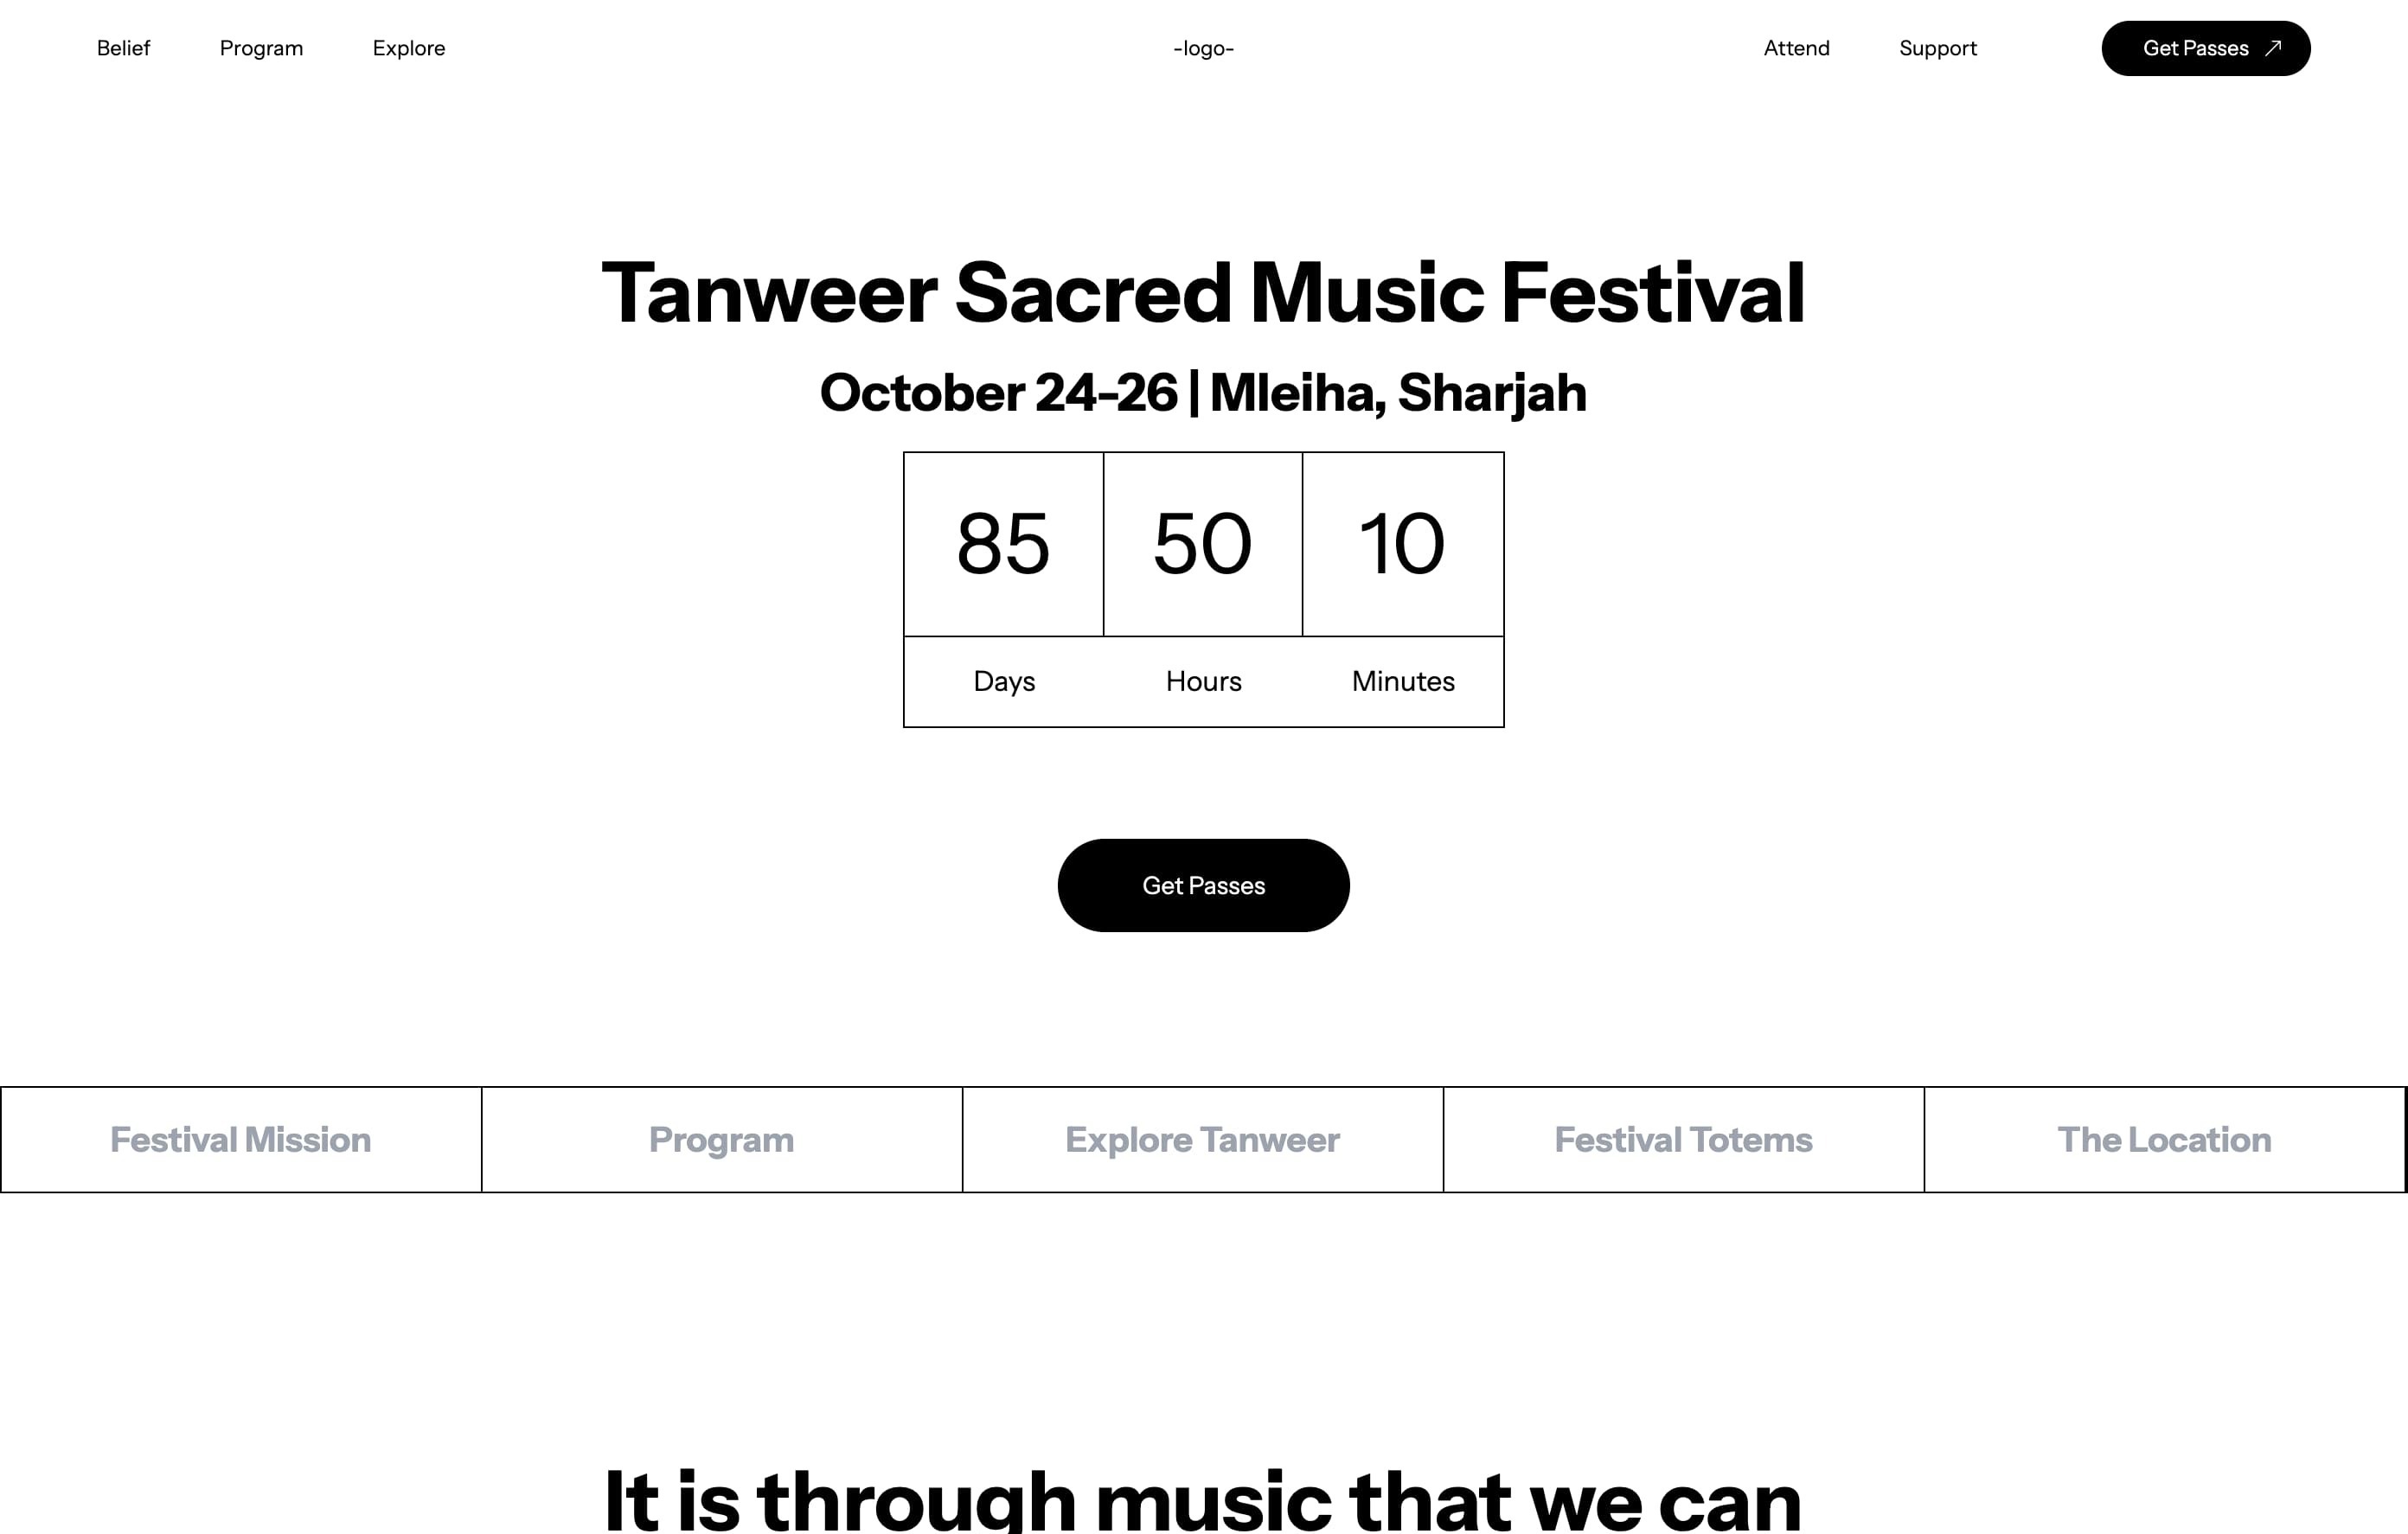 Belief Program Explore -logo- Attend Support Get Passes
Tanweer Sacred Music Festival
October 24-26 | Mleiha, Sharjah
85 50 10
Days Hours Minutes
Get Passes
Festival Mission Program Explore Tanweer Festival Totems The Location
It is through music that we can